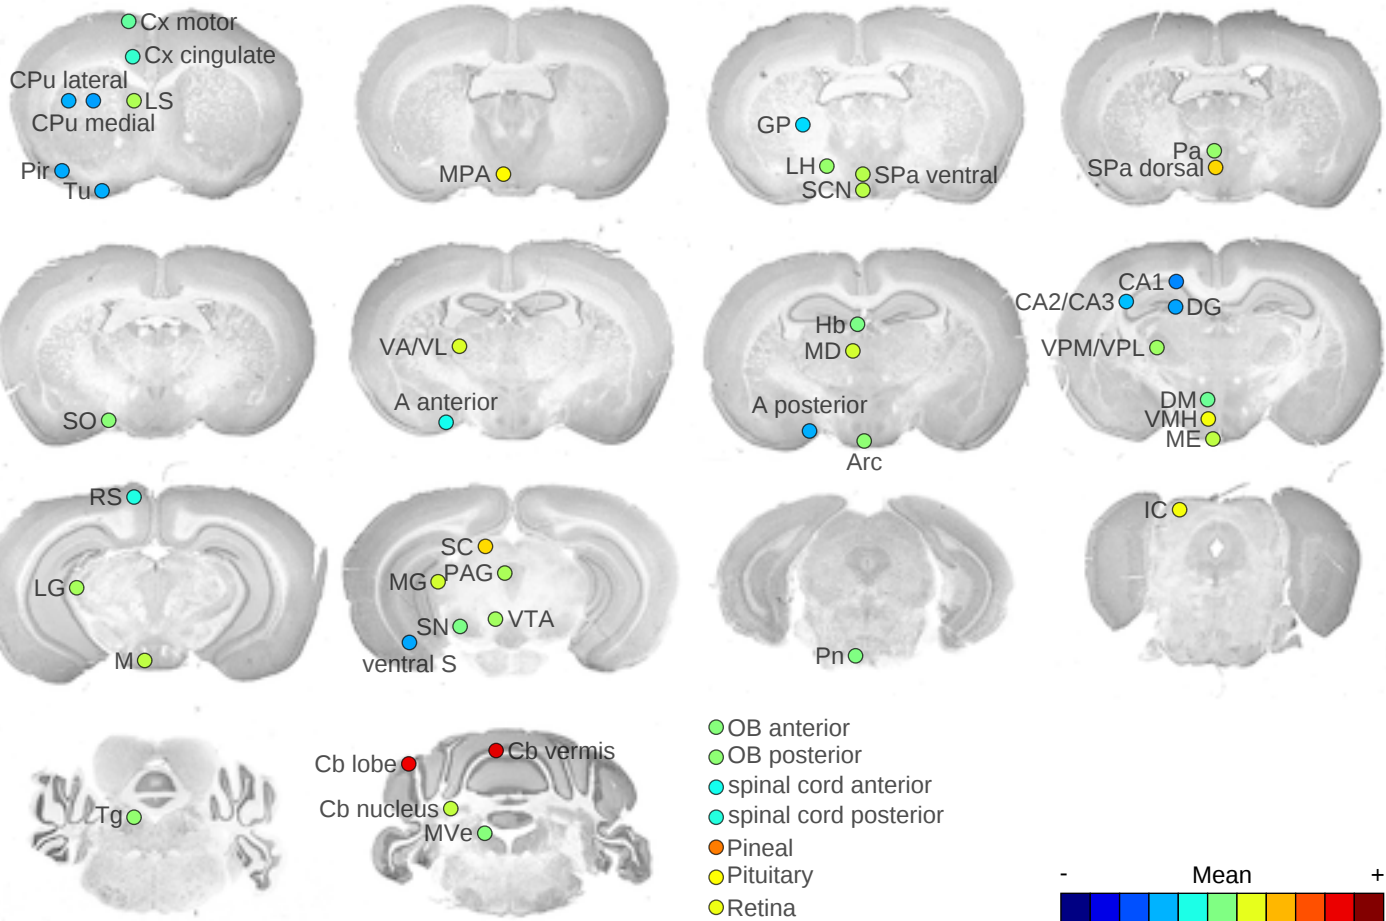 Cx motor
Cx cingulate
CPu lateral
LS
CPu medial
Pir
Tu
MPA
GP
LH
SPa ventral
SCN
Pa
SPa dorsal
SO
VA/VL
A anterior
Hb
MD
A posterior
Arc
CA1
CA2/CA3
DG
VPM/VPL
DM
VMH
ME
RS
LG
M
SC
PAG
MG
VTA
SN
ventral S
Pn
IC
Tg
Cb lobe
Cb vermis
Cb nucleus
MVe
OB anterior
OB posterior
spinal cord anterior
spinal cord posterior
Pineal
Pituitary
Retina
- Mean +